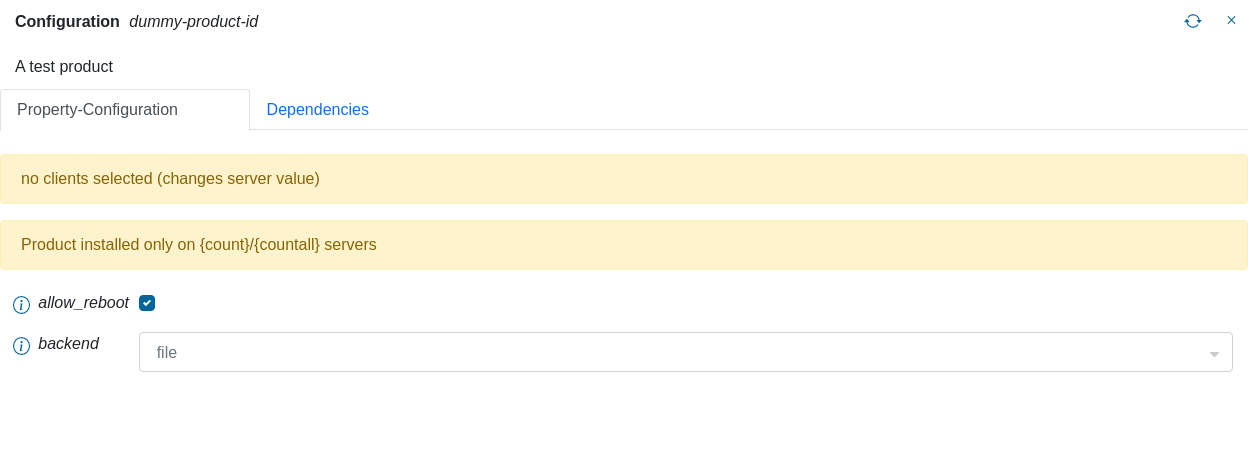 Configuration dummy-product-id
A test product
Property-Configuration Dependencies
no clients selected (changes server value)
Product installed only on {count}/{countall} servers
allow_reboot
backend file